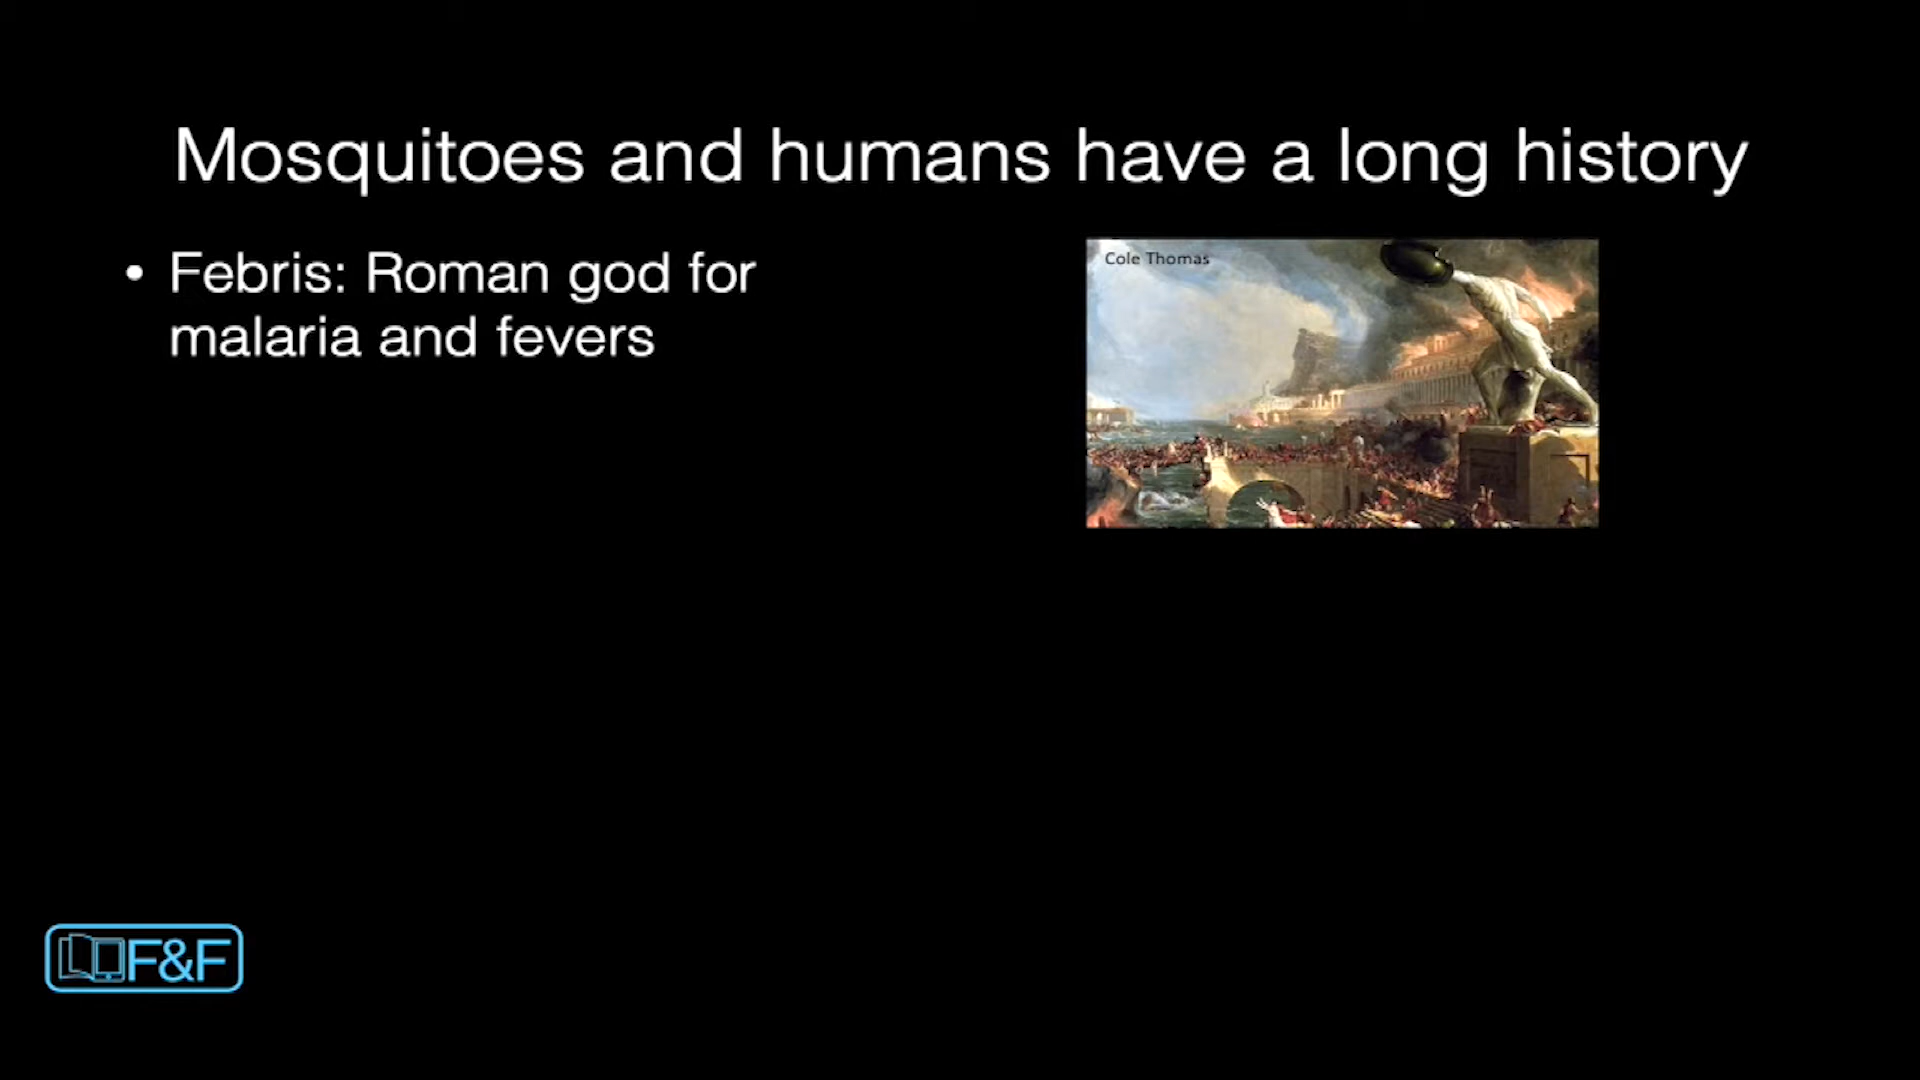 Mosquitoes and humans have a long history
• Febris: Roman god for
malaria and fevers
Cole Thomas
F&F